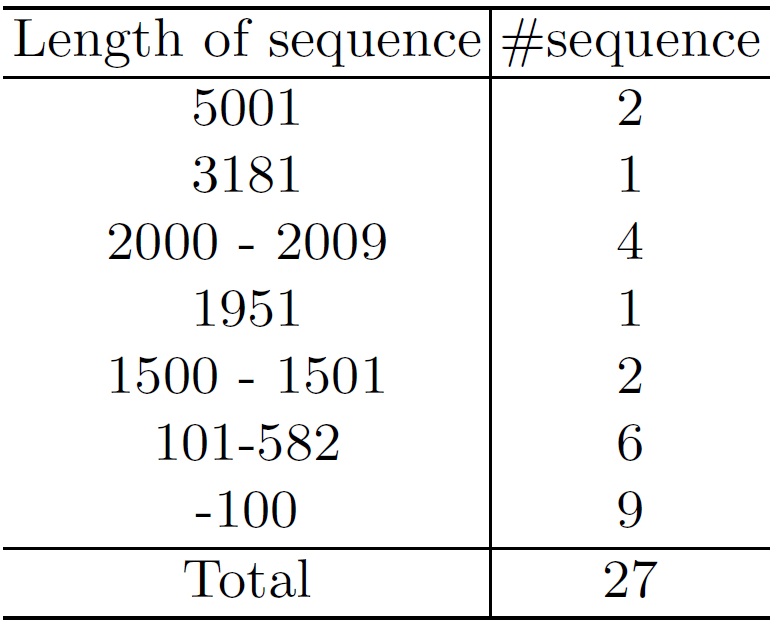 Length of sequence #sequence
5001 2
3181 1
2000 - 2009 4
1951 1
1500 - 1501 2
101-582 6
-100 9
Total 27